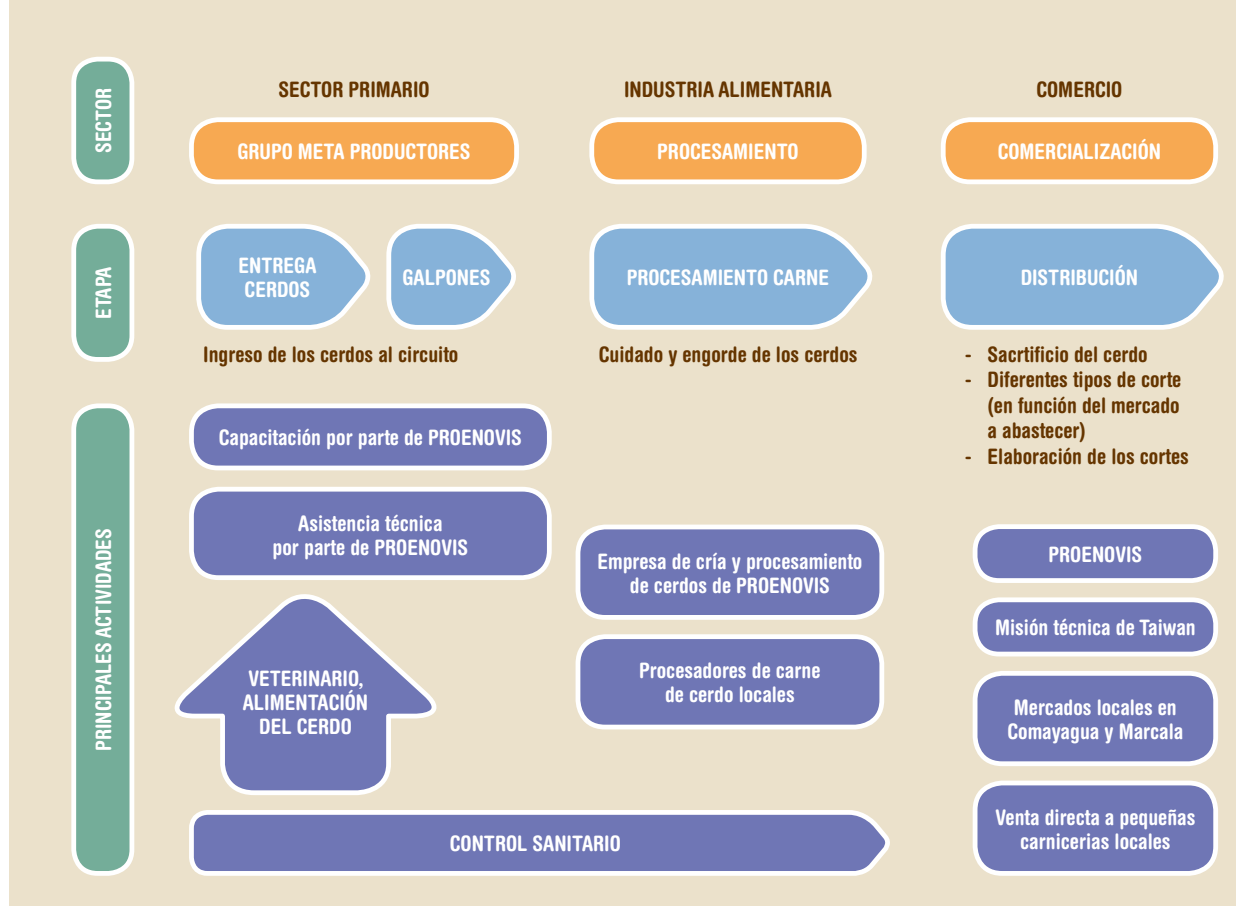 SECTOR
SECTOR PRIMARIO
INDUSTRIA ALIMENTARIA
COMERCIO
GRUPO META PRODUCTORES
PROCESAMIENTO
COMERCIALIZACIÓN
ETAPA
ENTREGA
CERDOS
GALPONES
PROCESAMIENTO CARNE
DISTRIBUCIÓN
Ingreso de los cerdos al circuito
Cuidado y engorde de los cerdos
- Sacrtificio del cerdo
- Diferentes tipos de corte
(en función del mercado
a abastecer)
- Elaboración de los cortes
PRINCIPALES ACTIVIDADES
Capacitación por parte de PROENOVIS
Asistencia técnica
por parte de PROENOVIS
VETERINARIO,
ALIMENTACIÓN
DEL CERDO
Empresa de cría y procesamiento
de cerdos de PROENOVIS
Procesadores de carne
de cerdo locales
PROENOVIS
Misión técnica de Taiwan
Mercados locales en
Comayagua y Marcala
Venta directa a pequeñas
carnicerias locales
CONTROL SANITARIO